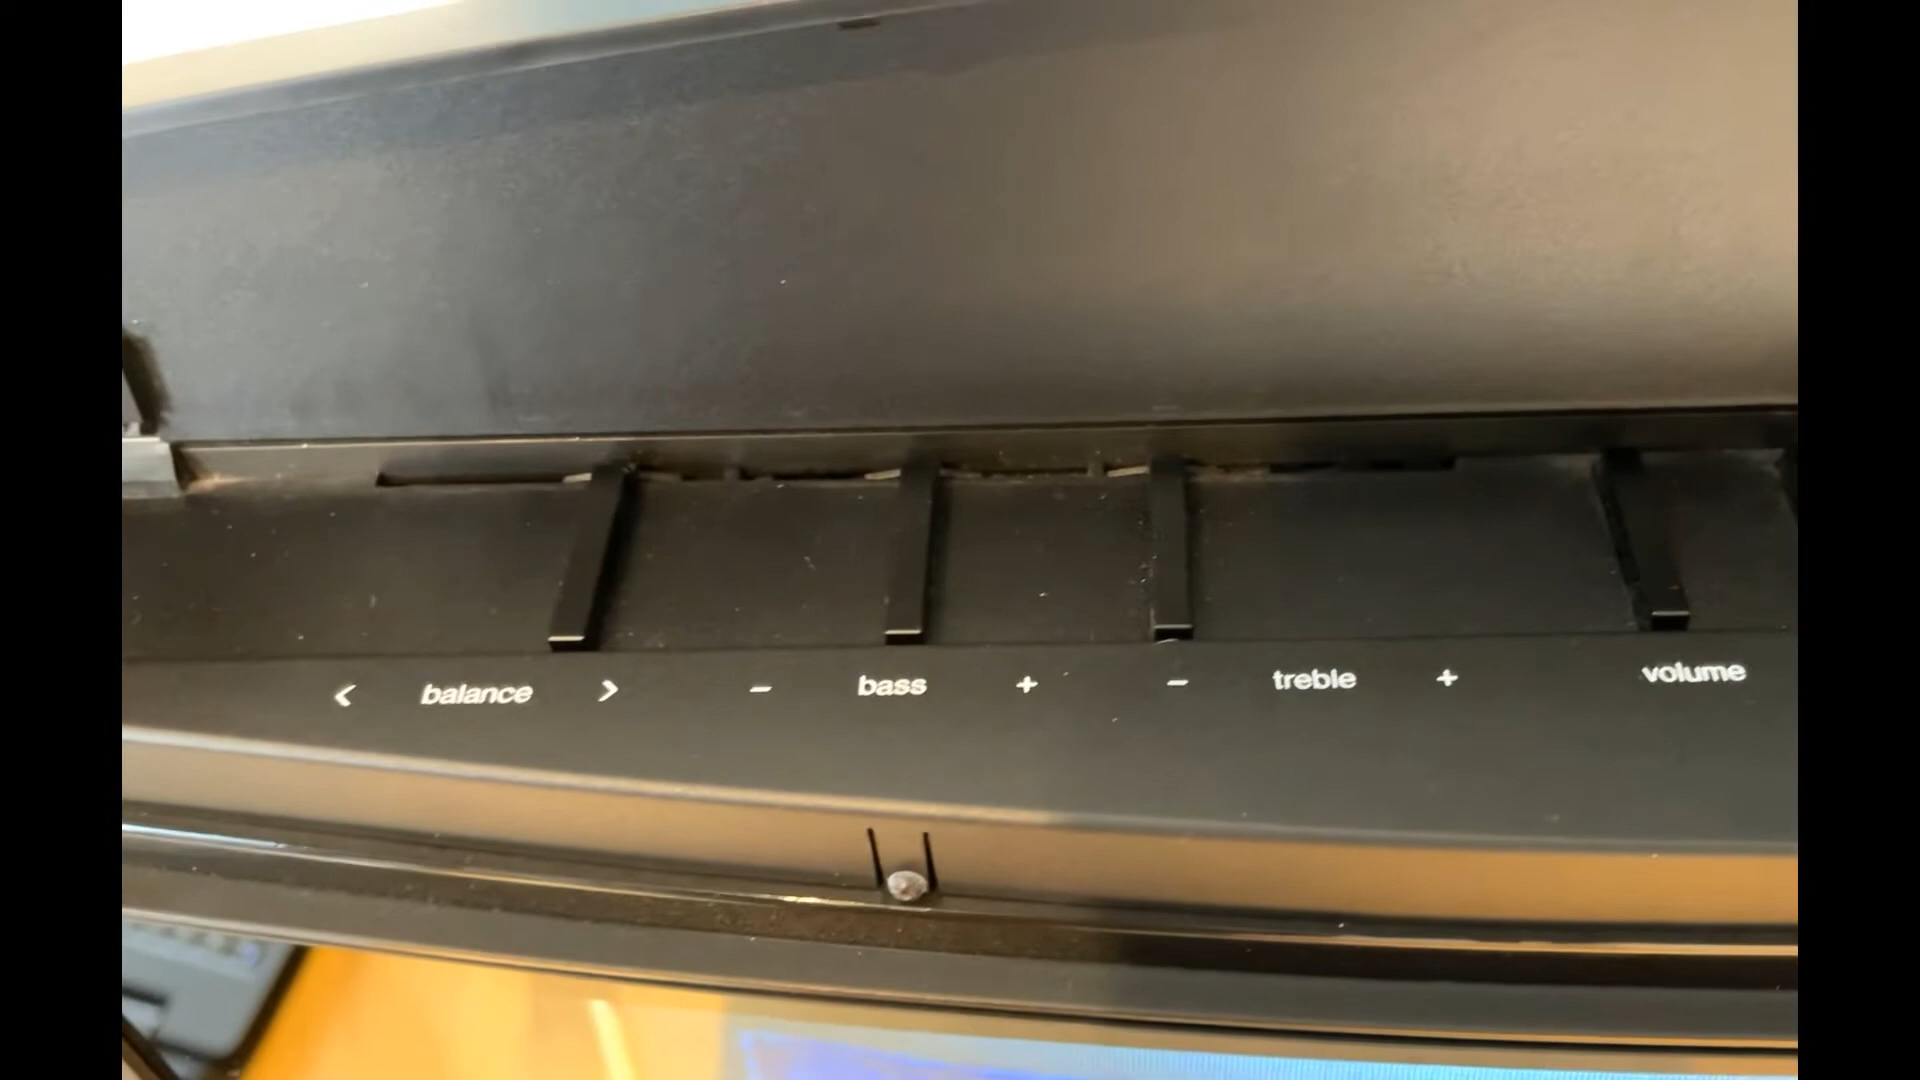 < balance > - bass + - treble + volume